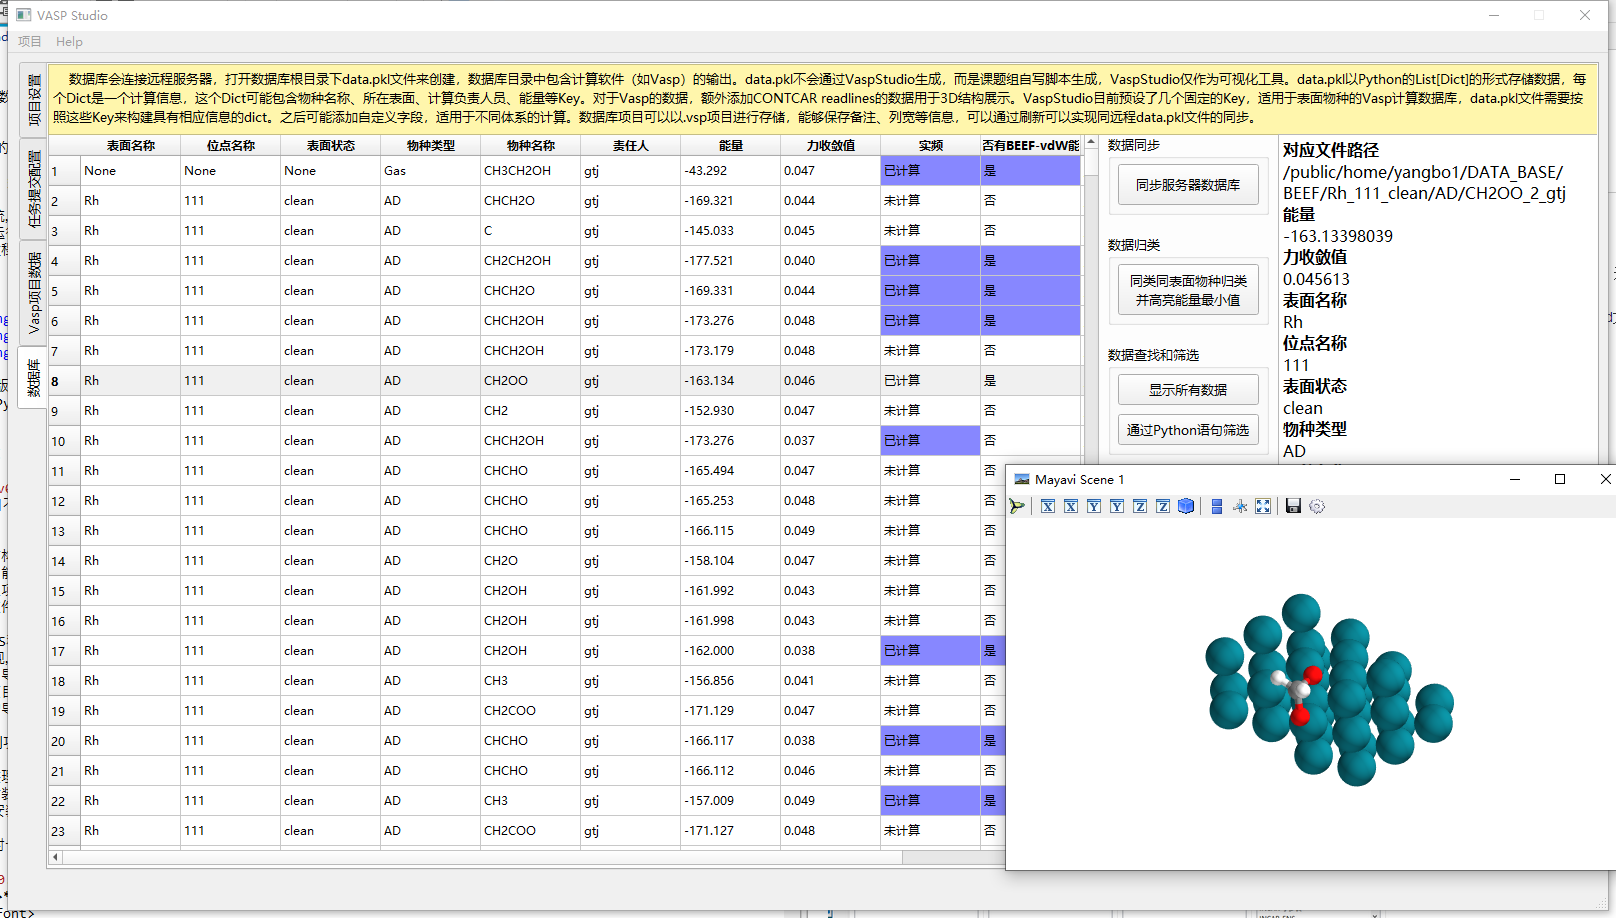 VASP Studio
项目 Help
项目设置
任务提交配置
Vasp项目数据
数据库
数据库会连接远程服务器，打开数据库根目录下data.pkl文件来创建，数据库目录中包含计算软件（如Vasp）的输出。data.pkl不会通过VaspStudio生成，而是课题组自写脚本生成，VaspStudio仅作为可视化工具。data.pkl以Python的List[Dict]的形式存储数据，每
个Dict是一个计算信息，这个Dict可能包含物种名称、所在表面、计算负责人员、能量等Key。对于Vasp的数据，额外添加CONTCAR readlines的数据用于3D结构展示。VaspStudio目前预设了几个固定的Key，适用于表面物种的Vasp计算数据库，data.pkl文件需要按
照这些Key来构建具有相应信息的dict。之后可能添加自定义字段，适用于不同体系的计算。数据库项目可以以.vsp项目进行存储，能够保存备注、列宽等信息，可以通过刷新可以实现同远程data.pkl文件的同步。
表面名称 位点名称 表面状态 物种类型 物种名称 责任人 能量 力收敛值 实频 否有BEEF-vdW能
1 None None None Gas CH3CH2OH gtj -43.292 0.047 已计算 是
2 Rh 111 clean AD CHCH2O gtj -169.321 0.044 未计算 否
3 Rh 111 clean AD C gtj -145.033 0.045 未计算 否
4 Rh 111 clean AD CH2CH2OH gtj -177.521 0.040 已计算 是
5 Rh 111 clean AD CHCH2O gtj -169.331 0.044 已计算 是
6 Rh 111 clean AD CHCH2OH gtj -173.276 0.048 已计算 是
7 Rh 111 clean AD CHCH2OH gtj -173.179 0.048 未计算 否
8 Rh 111 clean AD CH2OO gtj -163.134 0.046 已计算 是
9 Rh 111 clean AD CH2 gtj -152.930 0.047 未计算 否
10 Rh 111 clean AD CHCH2OH gtj -173.276 0.037 已计算 否
11 Rh 111 clean AD CHCHO gtj -165.494 0.047 未计算 否
12 Rh 111 clean AD CHCHO gtj -165.253 0.048 未计算 否
13 Rh 111 clean AD CHCHO gtj -166.115 0.049 未计算 否
14 Rh 111 clean AD CH2O gtj -158.104 0.047 未计算 否
15 Rh 111 clean AD CH2OH gtj -161.992 0.043 未计算 否
16 Rh 111 clean AD CH2OH gtj -161.998 0.043 未计算 否
17 Rh 111 clean AD CH2OH gtj -162.000 0.038 已计算 是
18 Rh 111 clean AD CH3 gtj -156.856 0.041 未计算 否
19 Rh 111 clean AD CH2COO gtj -171.129 0.047 未计算 否
20 Rh 111 clean AD CHCHO gtj -166.117 0.038 已计算 是
21 Rh 111 clean AD CHCHO gtj -166.112 0.046 未计算 否
22 Rh 111 clean AD CH3 gtj -157.009 0.049 已计算 是
23 Rh 111 clean AD CH2COO gtj -171.127 0.048 未计算 否
数据同步
同步服务器数据库
数据归类
同类同表面物种归类
并高亮能量最小值
数据查找和筛选
显示所有数据
通过Python语句筛选
对应文件路径
/public/home/yangbo1/DATA_BASE/
BEEF/Rh_111_clean/AD/CH2OO_2_gtj
能量
-163.13398039
力收敛值
0.045613
表面名称
Rh
位点名称
111
表面状态
clean
物种类型
AD
Mayavi Scene 1
X X Y Y Z Z
Font>